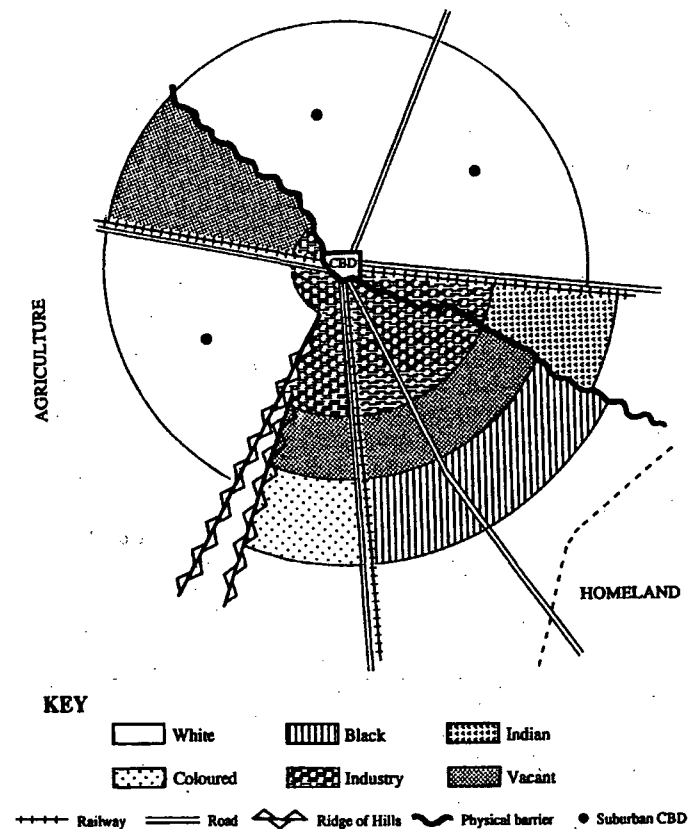 CBD
AGRICULTURE
HOMELAND
KEY
White Black Indian
Coloured Industry Vacant
Railway Road Ridge of Hills Physical barrier Suburban CBD